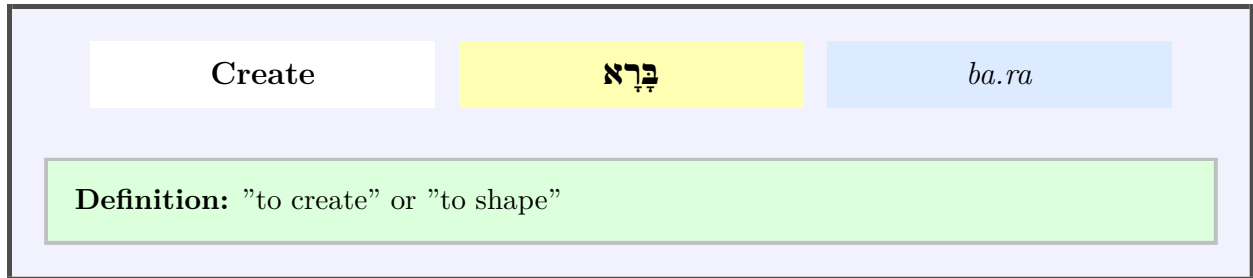 Create בָּרָא ba.ra
Definition: ”to create” or ”to shape”